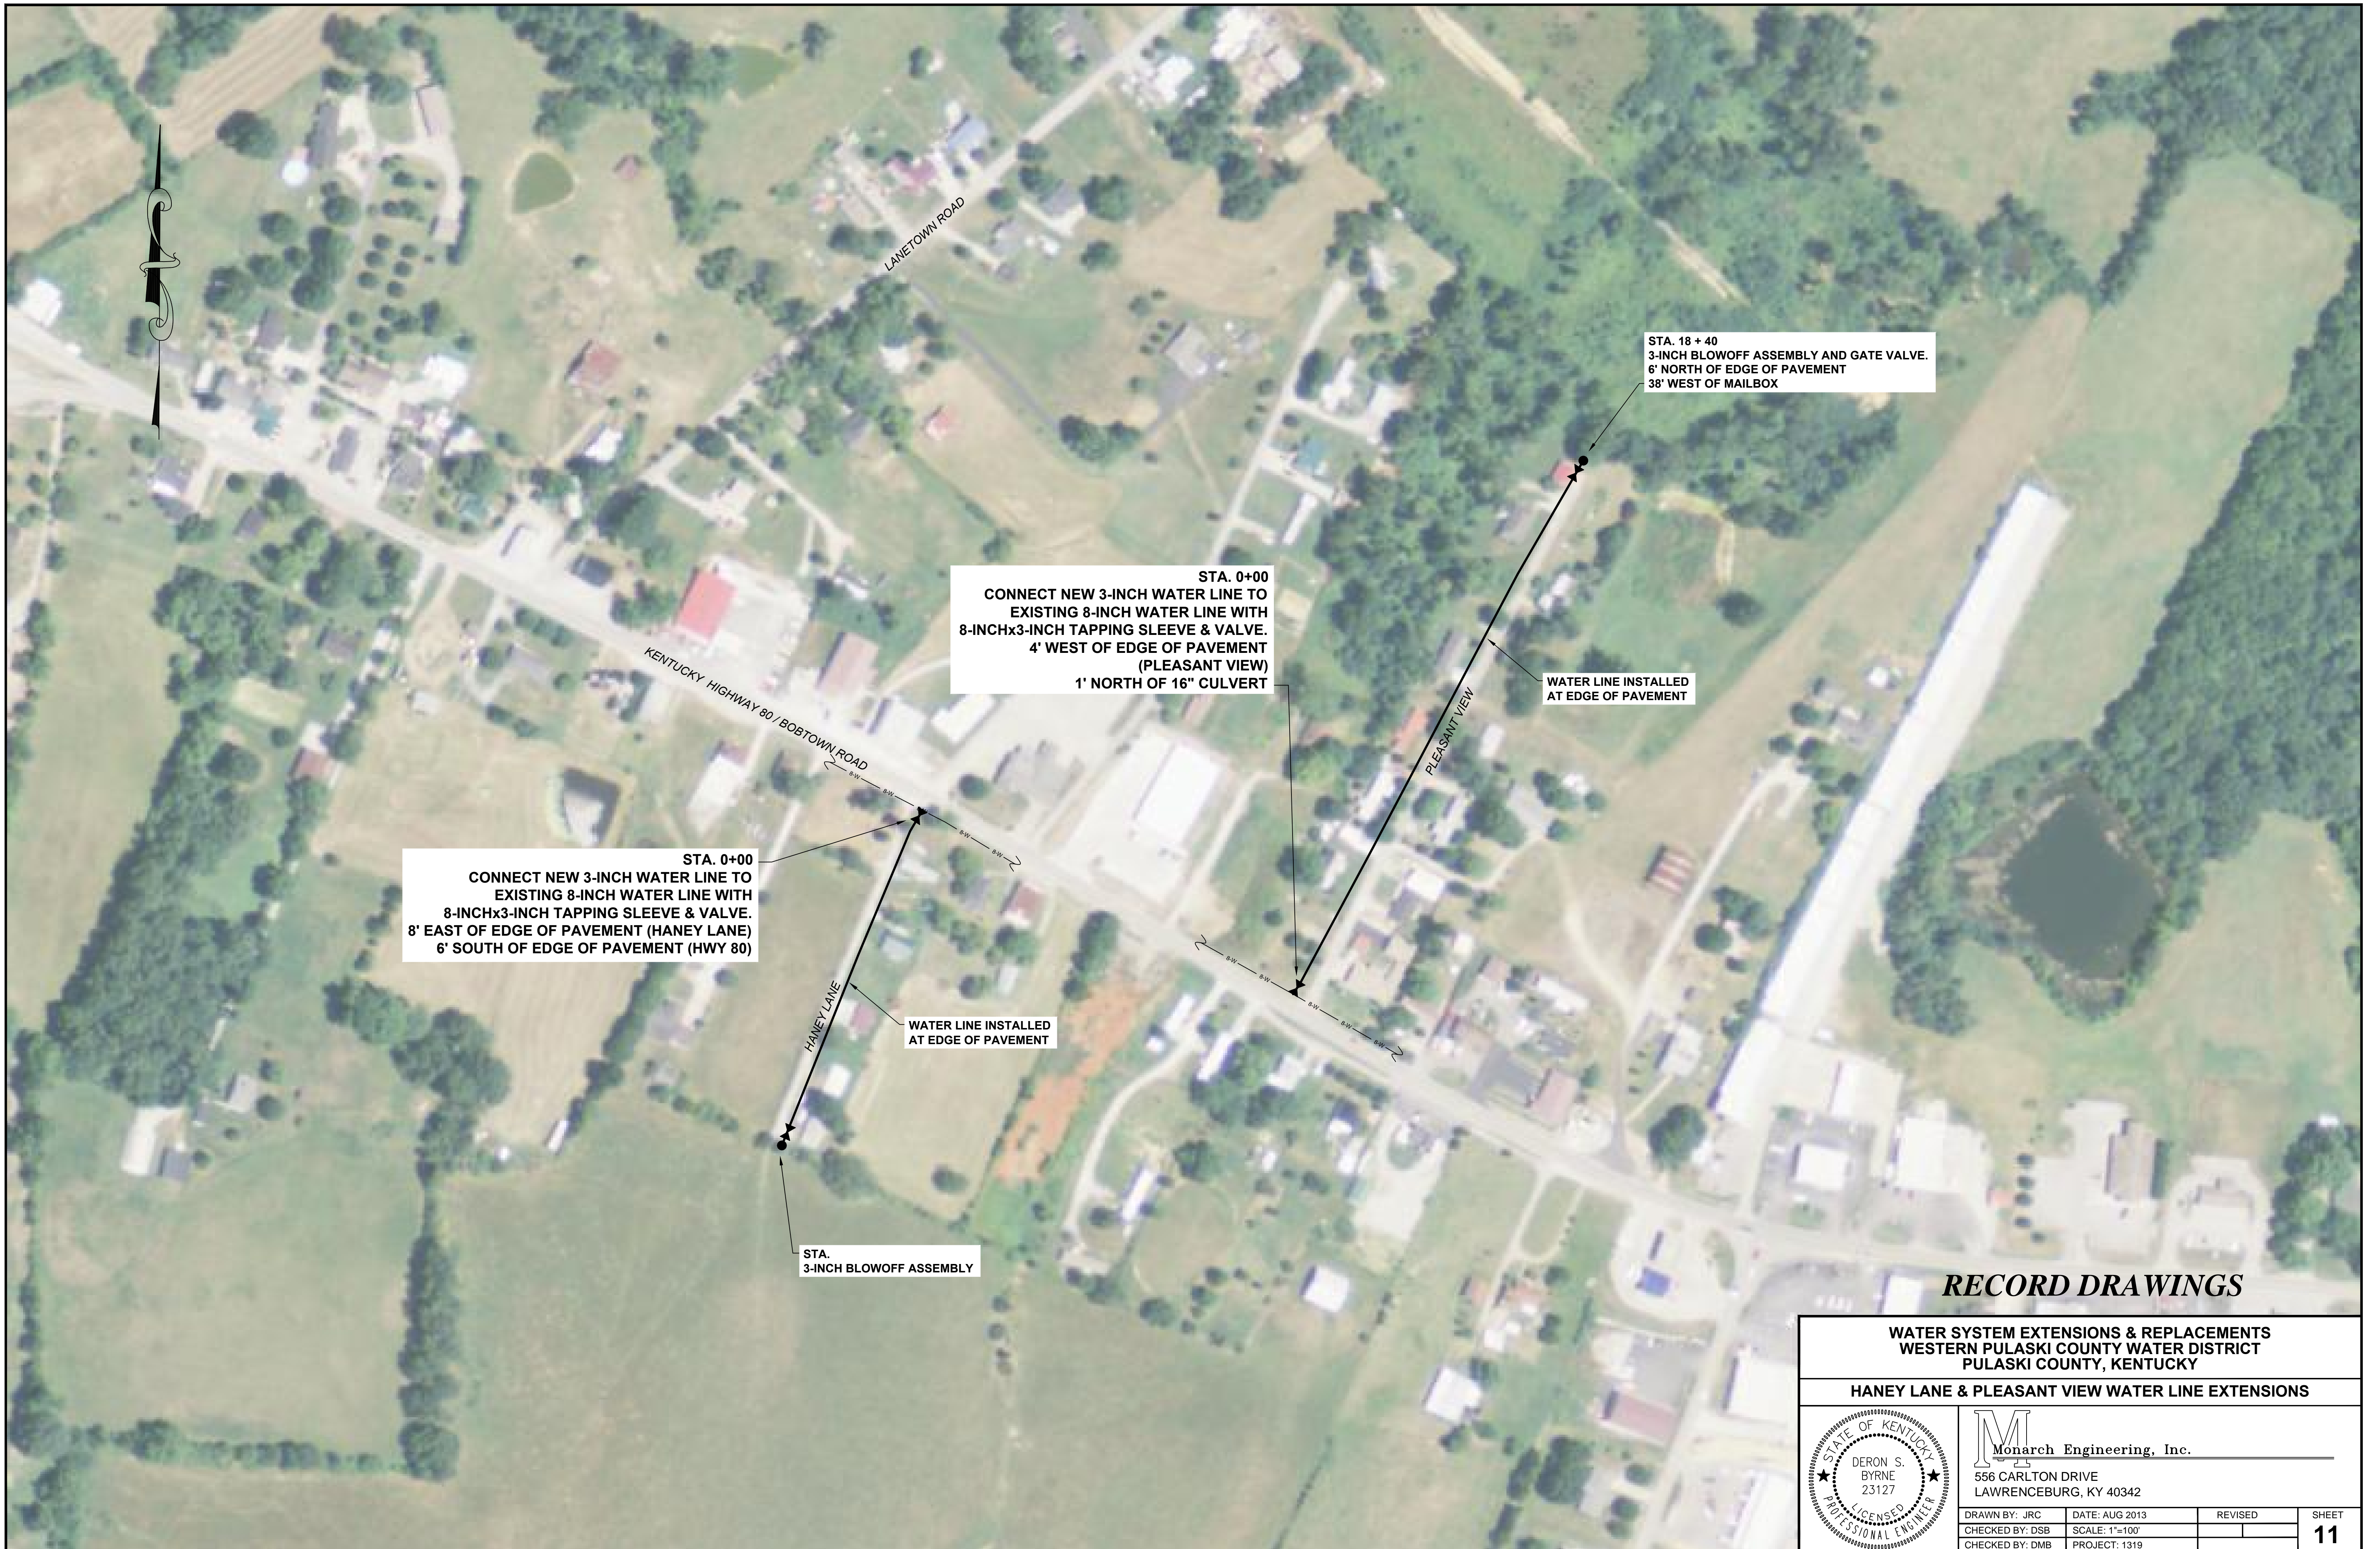 LANETOWN ROAD
STA. 18 + 40
3-INCH BLOWOFF ASSEMBLY AND GATE VALVE.
6' NORTH OF EDGE OF PAVEMENT
38' WEST OF MAILBOX
STA. 0+00
CONNECT NEW 3-INCH WATER LINE TO
EXISTING 8-INCH WATER LINE WITH
8-INCHx3-INCH TAPPING SLEEVE & VALVE.
4' WEST OF EDGE OF PAVEMENT
(PLEASANT VIEW)
1' NORTH OF 16" CULVERT
WATER LINE INSTALLED
AT EDGE OF PAVEMENT
PLEASANT VIEW
KENTUCKY HIGHWAY 80 / BOBTOWN ROAD
8-W
8-W
8-W
8-W
STA. 0+00
CONNECT NEW 3-INCH WATER LINE TO
EXISTING 8-INCH WATER LINE WITH
8-INCHx3-INCH TAPPING SLEEVE & VALVE.
8' EAST OF EDGE OF PAVEMENT (HANEY LANE)
6' SOUTH OF EDGE OF PAVEMENT (HWY 80)
8-W
8-W
8-W
8-W
8-W
HANEY LANE
WATER LINE INSTALLED
AT EDGE OF PAVEMENT
STA.
3-INCH BLOWOFF ASSEMBLY
RECORD DRAWINGS
WATER SYSTEM EXTENSIONS & REPLACEMENTS
WESTERN PULASKI COUNTY WATER DISTRICT
PULASKI COUNTY, KENTUCKY
HANEY LANE & PLEASANT VIEW WATER LINE EXTENSIONS
STATE OF KENTUCKY
DERON S.
BYRNE
23127
LICENSED
PROFESSIONAL ENGINEER
M
Monarch Engineering, Inc.
556 CARLTON DRIVE
LAWRENCEBURG, KY 40342
DRAWN BY: JRC
DATE: AUG 2013
REVISED
SHEET
CHECKED BY: DSB
SCALE: 1"=100'
11
CHECKED BY: DMB
PROJECT: 1319